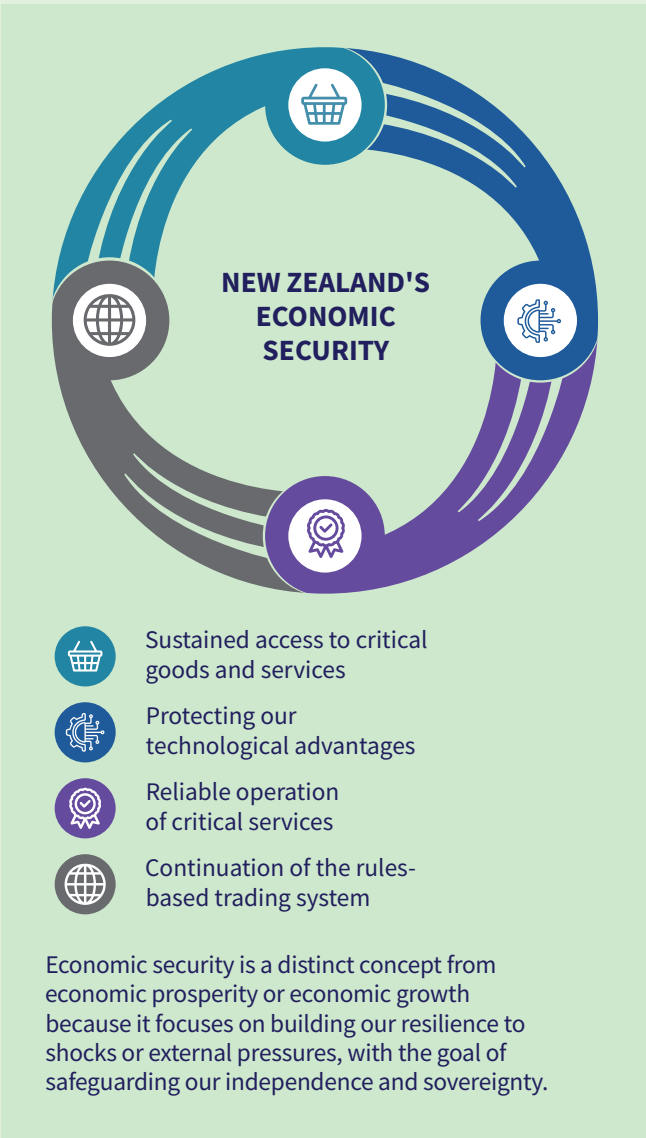 NEW ZEALAND'S
ECONOMIC
SECURITY
Sustained access to critical
goods and services
Protecting our
technological advantages
Reliable operation
of critical services
Continuation of the rules-
based trading system
Economic security is a distinct concept from
economic prosperity or economic growth
because it focuses on building our resilience to
shocks or external pressures, with the goal of
safeguarding our independence and sovereignty.